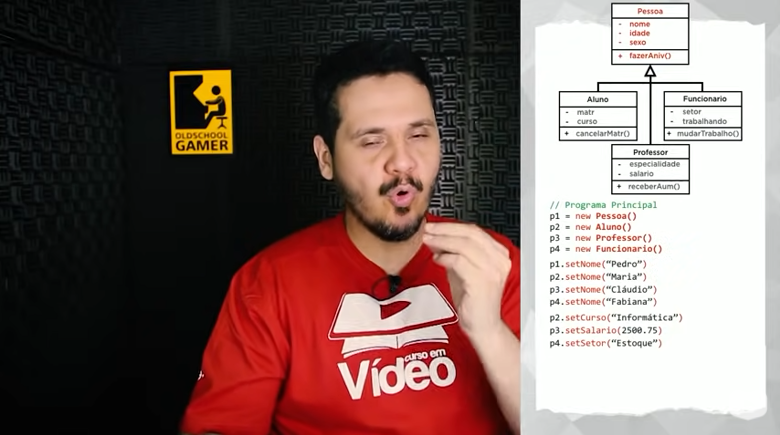 OLDSCHOOL
GAMER
curso em
Vídeo
Pessoa
- nome
- idade
- sexo
+ fazerAniv()
Aluno
- matr
- curso
+ cancelarMatr()
Funcionario
- setor
- trabalhando
+ mudarTrabalho()
Professor
- especialidade
- salario
+ receberAum()
// Programa Principal
p1 = new Pessoa()
p2 = new Aluno()
p3 = new Professor()
p4 = new Funcionario()
p1.setNome(“Pedro”)
p2.setNome(“Maria”)
p3.setNome(“Cláudio”)
p4.setNome(“Fabiana”)
p2.setCurso(“Informática”)
p3.setSalario(2500.75)
p4.setSetor(“Estoque”)